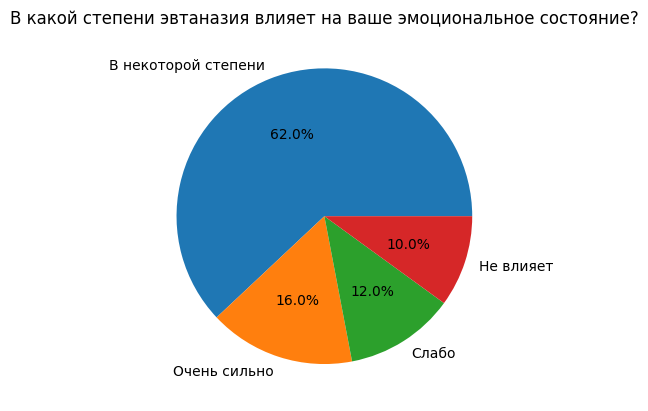 В какой степени эвтаназия влияет на ваше эмоциональное состояние?
В некоторой степени
62.0%
10.0%
Не влияет
12.0%
16.0%
Слабо
Очень сильно